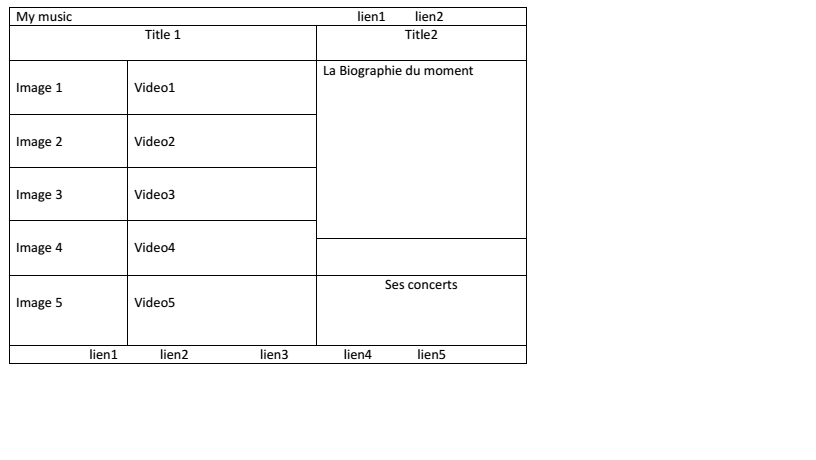 My music lien1 lien2
Title 1 Title2
La Biographie du moment
Image 1 Video1
Image 2 Video2
Image 3 Video3
Image 4 Video4
Ses concerts
Image 5 Video5
lien1 lien2 lien3 lien4 lien5